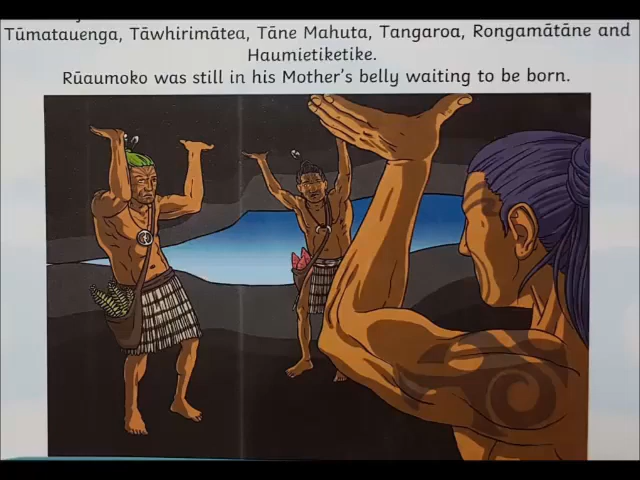 Tūmatauenga, Tāwhirimātea, Tāne Mahuta, Tangaroa, Rongamātāne and
Haumietiketike.
Rūaumoko was still in his Mother's belly waiting to be born.